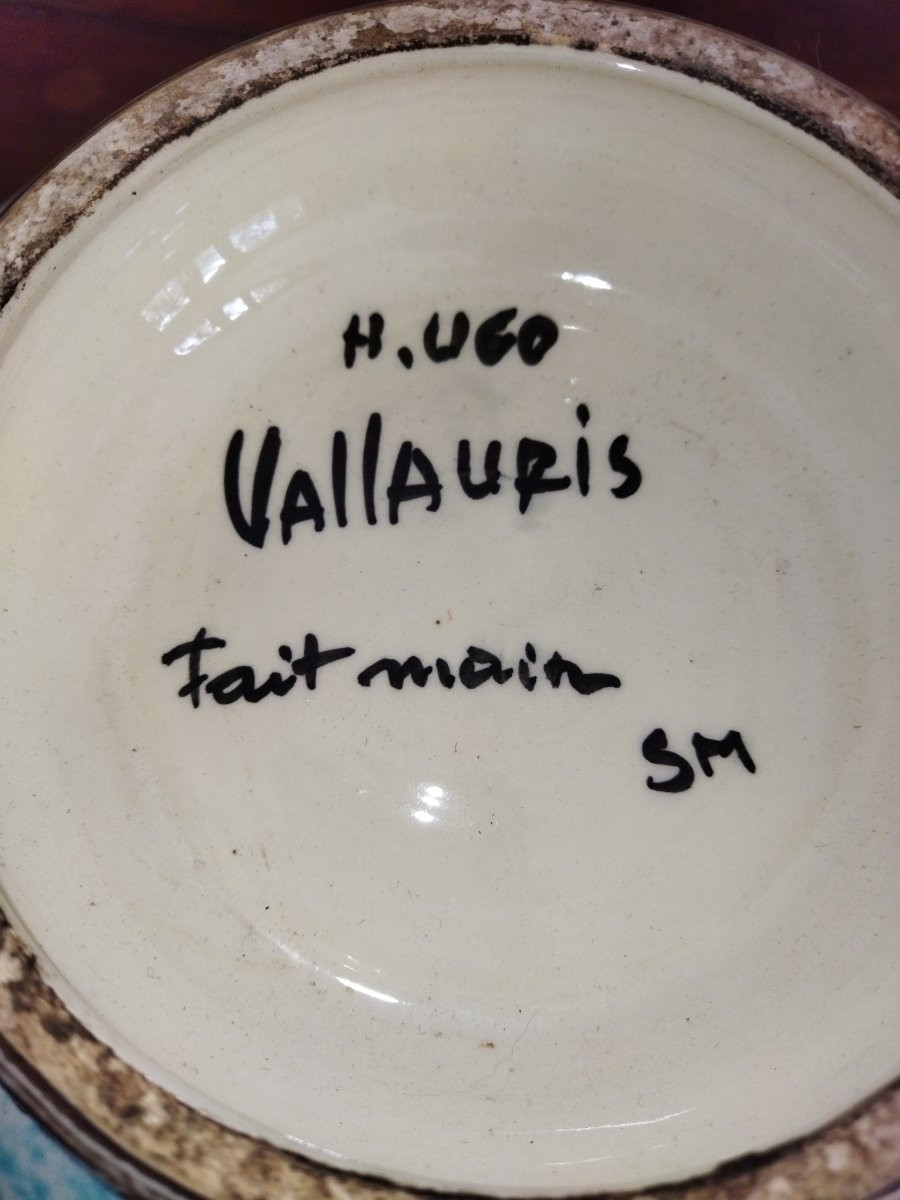 H. UGO
VAllAURiS
Fait main
SM